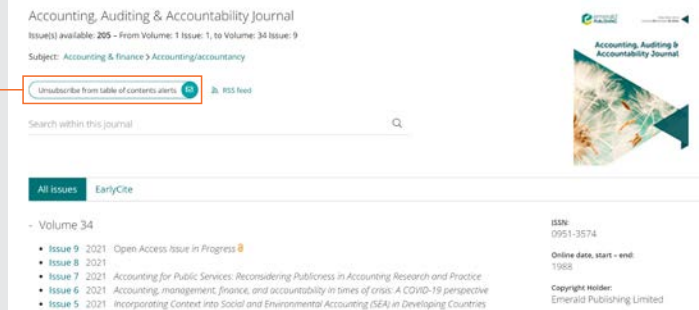 Accounting, Auditing & Accountability Journal
Issue(s) available: 205 – From Volume: 1 Issue: 1, to Volume: 34 Issue: 9
Subject: Accounting & finance > Accounting/accountancy
Unsubscribe from table of contents alerts
RSS feed
Search within this journal
emerald
PUBLISHING
Accounting, Auditing &
Accountability Journal
All issues EarlyCite
- Volume 34
• Issue 9 2021 Open Access Issue in Progress
• Issue 8 2021
• Issue 7 2021 Accounting for Public Services: Reconsidering Publicness in Accounting Research and Practice
• Issue 6 2021 Accounting, management, finance, and accountability in times of crisis: A COVID-19 perspective
• Issue 5 2021 Incorporating Context into Social and Environmental Accounting (SEA) in Developing Countries
ISSN:
0951-3574
Online date, start – end:
1988
Copyright Holder:
Emerald Publishing Limited